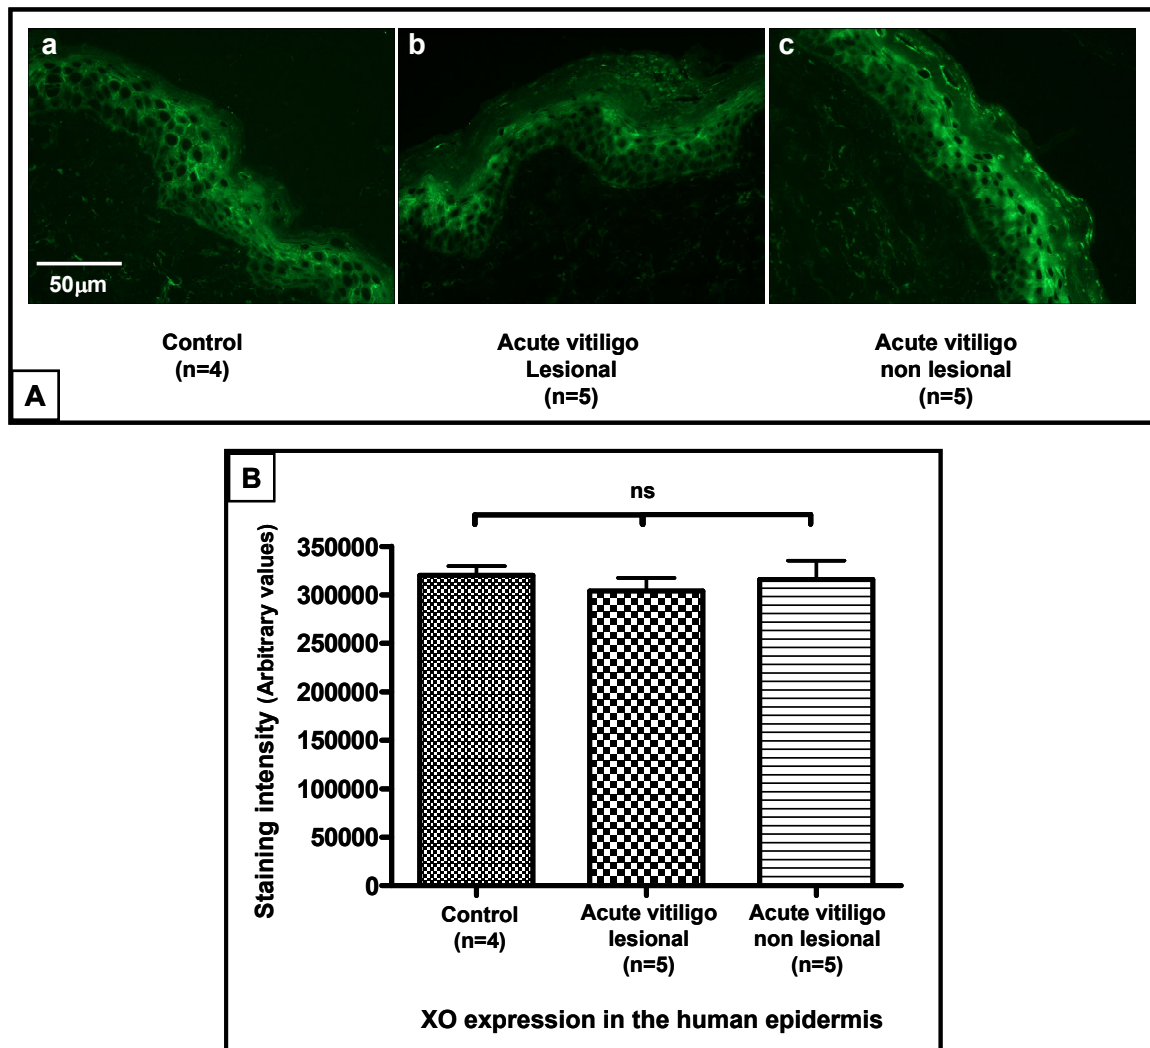 a
b
c
50μm
Control
(n=4)
Acute vitiligo
Lesional
(n=5)
Acute vitiligo
non lesional
(n=5)
A
B
ns
Staining intensity (Arbitrary values)
350000
300000
250000
200000
150000
100000
50000
0
Control
(n=4)
Acute vitiligo
lesional
(n=5)
Acute vitiligo
non lesional
(n=5)
XO expression in the human epidermis